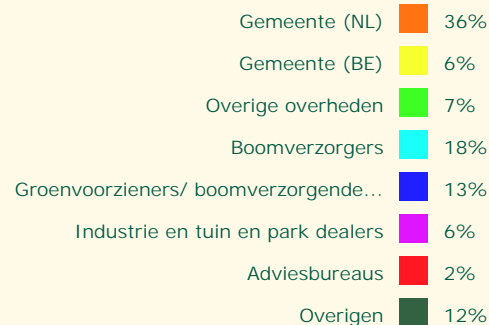 Gemeente (NL) 36%
Gemeente (BE) 6%
Overige overheden 7%
Boomverzorgers 18%
Groenvoorzieners/ boomverzorgende... 13%
Industrie en tuin en park dealers 6%
Adviesbureaus 2%
Overigen 12%